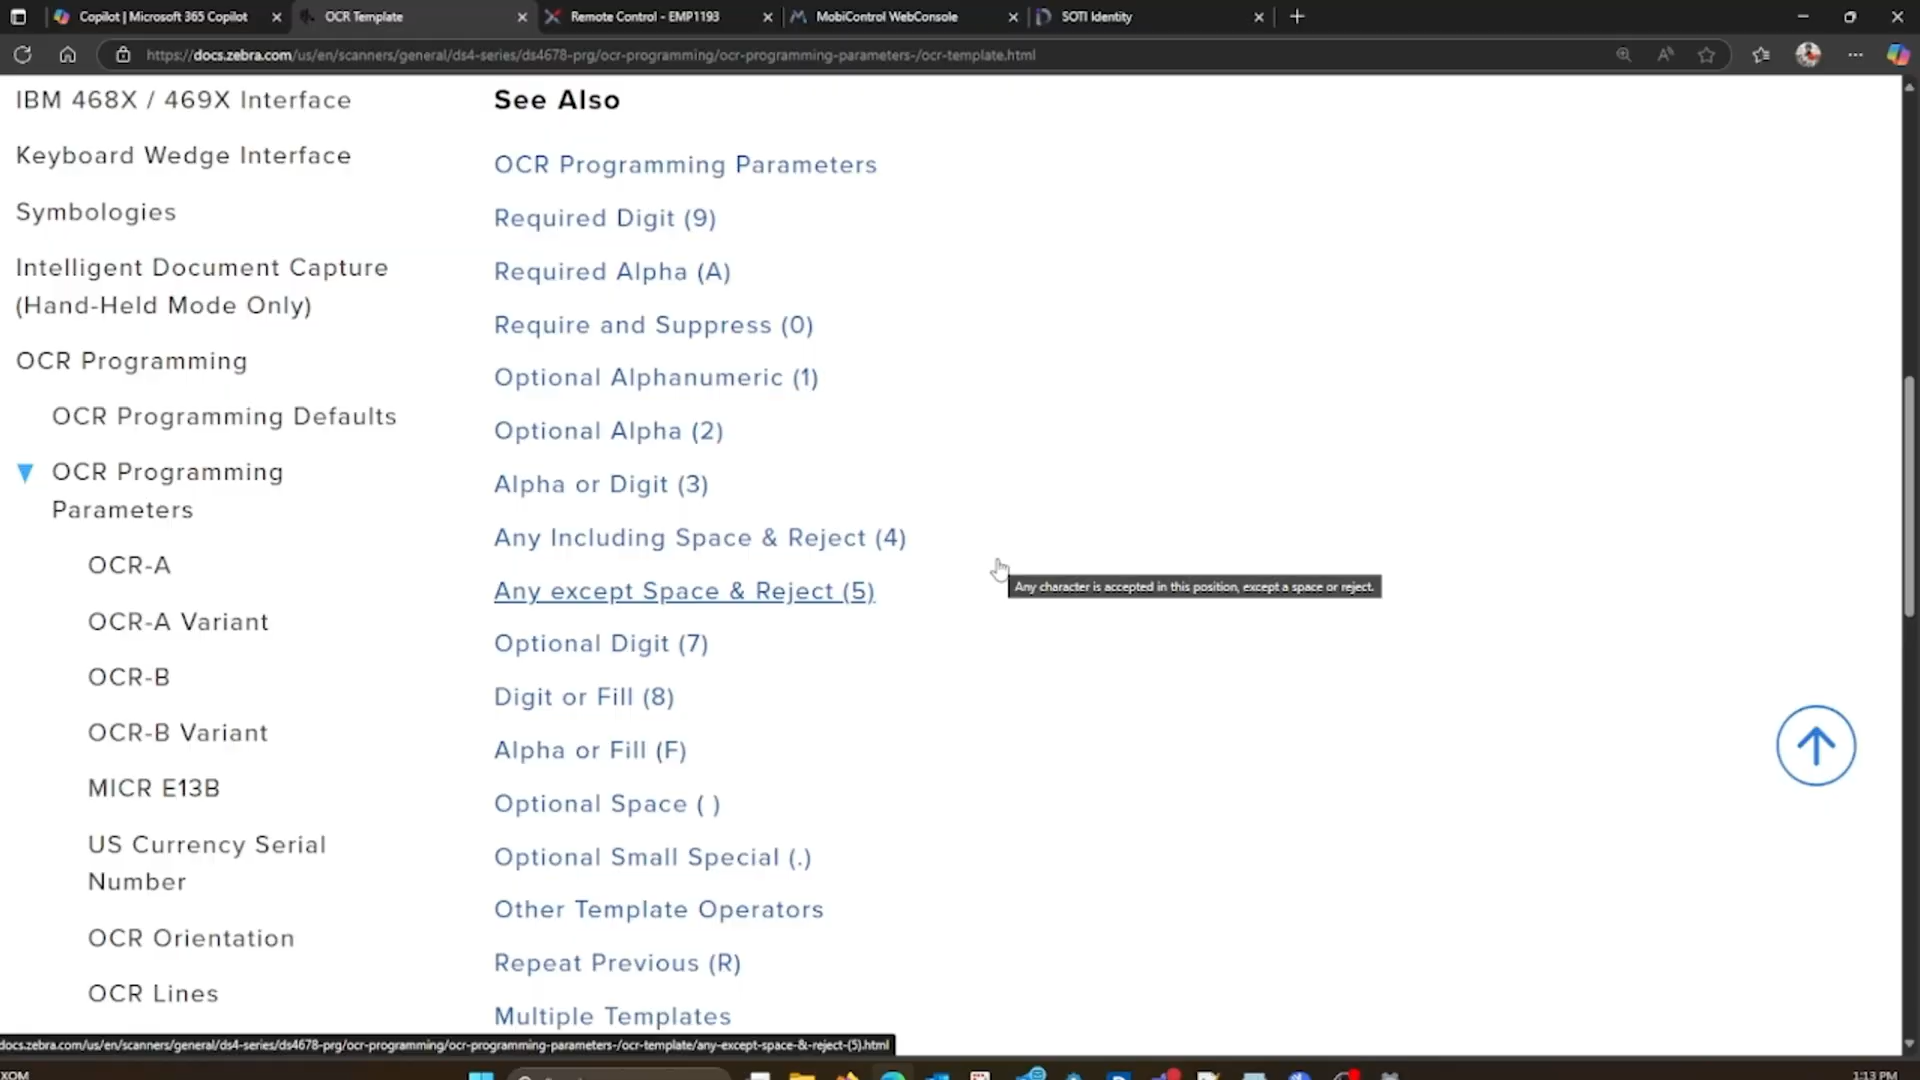 Copilot | Microsoft 365 Copilot
OCR Template
Remote Control - EMP1193
MobiControl WebConsole
SOTI Identity
https://docs.zebra.com/us/en/scanners/general/ds4-series/ds4678-prg/ocr-programming/ocr-programming-parameters-/ocr-template.html
IBM 468X / 469X Interface
Keyboard Wedge Interface
Symbologies
Intelligent Document Capture
(Hand-Held Mode Only)
OCR Programming
OCR Programming Defaults
OCR Programming
Parameters
OCR-A
OCR-A Variant
OCR-B
OCR-B Variant
MICR E13B
US Currency Serial
Number
OCR Orientation
OCR Lines
See Also
OCR Programming Parameters
Required Digit (9)
Required Alpha (A)
Require and Suppress (0)
Optional Alphanumeric (1)
Optional Alpha (2)
Alpha or Digit (3)
Any Including Space & Reject (4)
Any except Space & Reject (5)
Optional Digit (7)
Digit or Fill (8)
Alpha or Fill (F)
Optional Space ( )
Optional Small Special (.)
Other Template Operators
Repeat Previous (R)
Multiple Templates
Any character is accepted in this position, except a space or reject.
docs.zebra.com/us/en/scanners/general/ds4-series/ds4678-prg/ocr-programming/ocr-programming-parameters-/ocr-template/any-except-space-&-reject-(5).html
XOM
1:13 PM